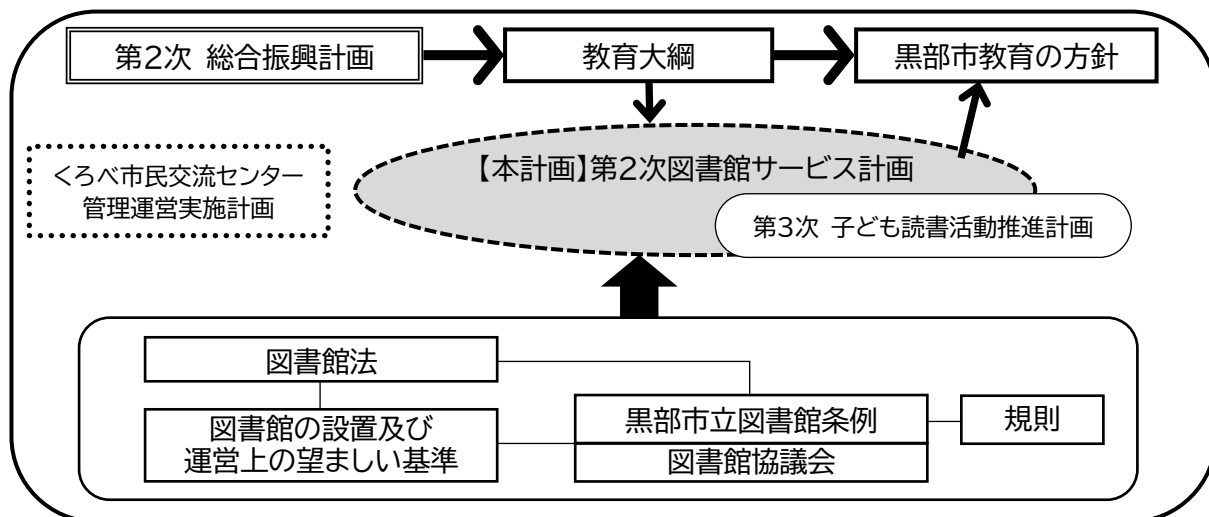 第2次 総合振興計画
教育大綱
黒部市教育の方針
くろべ市民交流センター
管理運営実施計画
【本計画】第2次図書館サービス計画
第3次 子ども読書活動推進計画
図書館法
図書館の設置及び
運営上の望ましい基準
黒部市立図書館条例
図書館協議会
規則